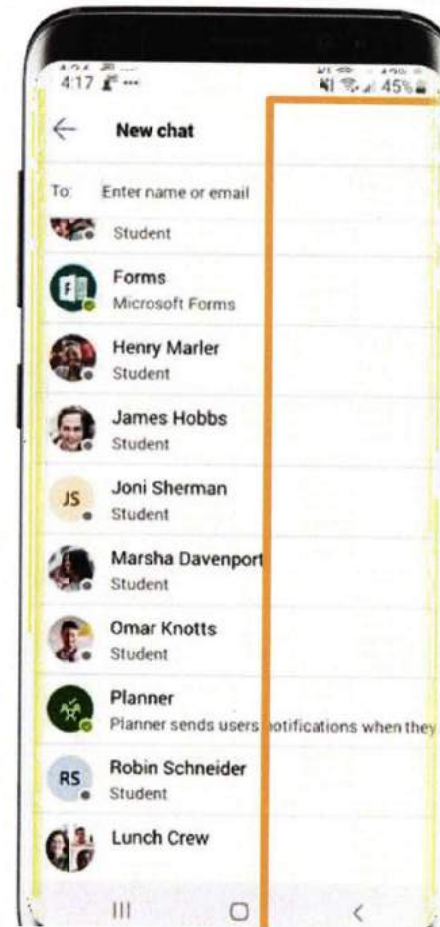 4:17 45%
New chat
To: Enter name or email
Student
Forms
Microsoft Forms
Henry Marler
Student
James Hobbs
Student
JS
Joni Sherman
Student
Marsha Davenport
Student
Omar Knotts
Student
Planner
Planner sends users notifications when they
RS
Robin Schneider
Student
Lunch Crew